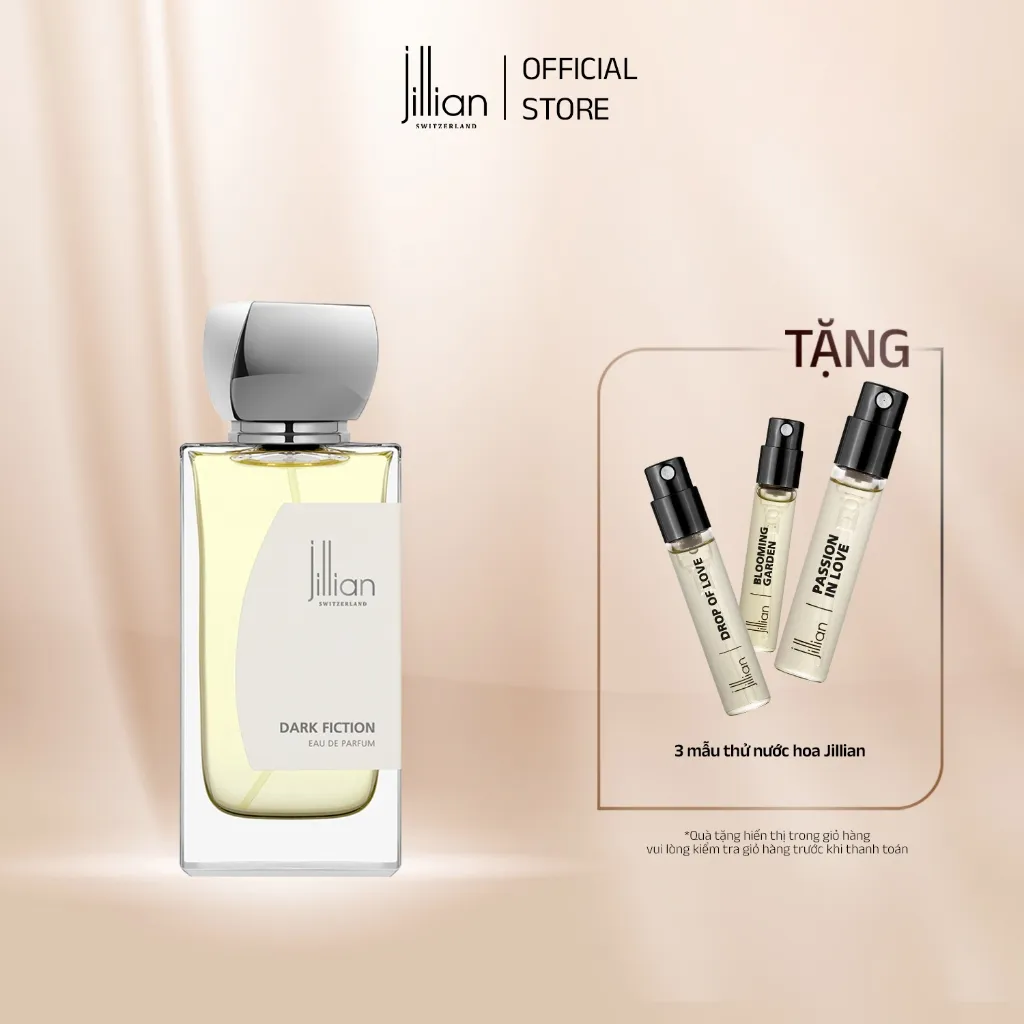 jillian
SWITZERLAND
OFFICIAL
STORE
TẶNG
jillian
SWITZERLAND
DARK FICTION
EAU DE PARFUM
jillian | DROP OF LOVE
jillian | BLOOMING
GARDEN
jillian | PASSION
IN LOVE
3 mẫu thử nước hoa Jillian
*Quà tặng hiển thị trong giỏ hàng
vui lòng kiểm tra giỏ hàng trước khi thanh toán